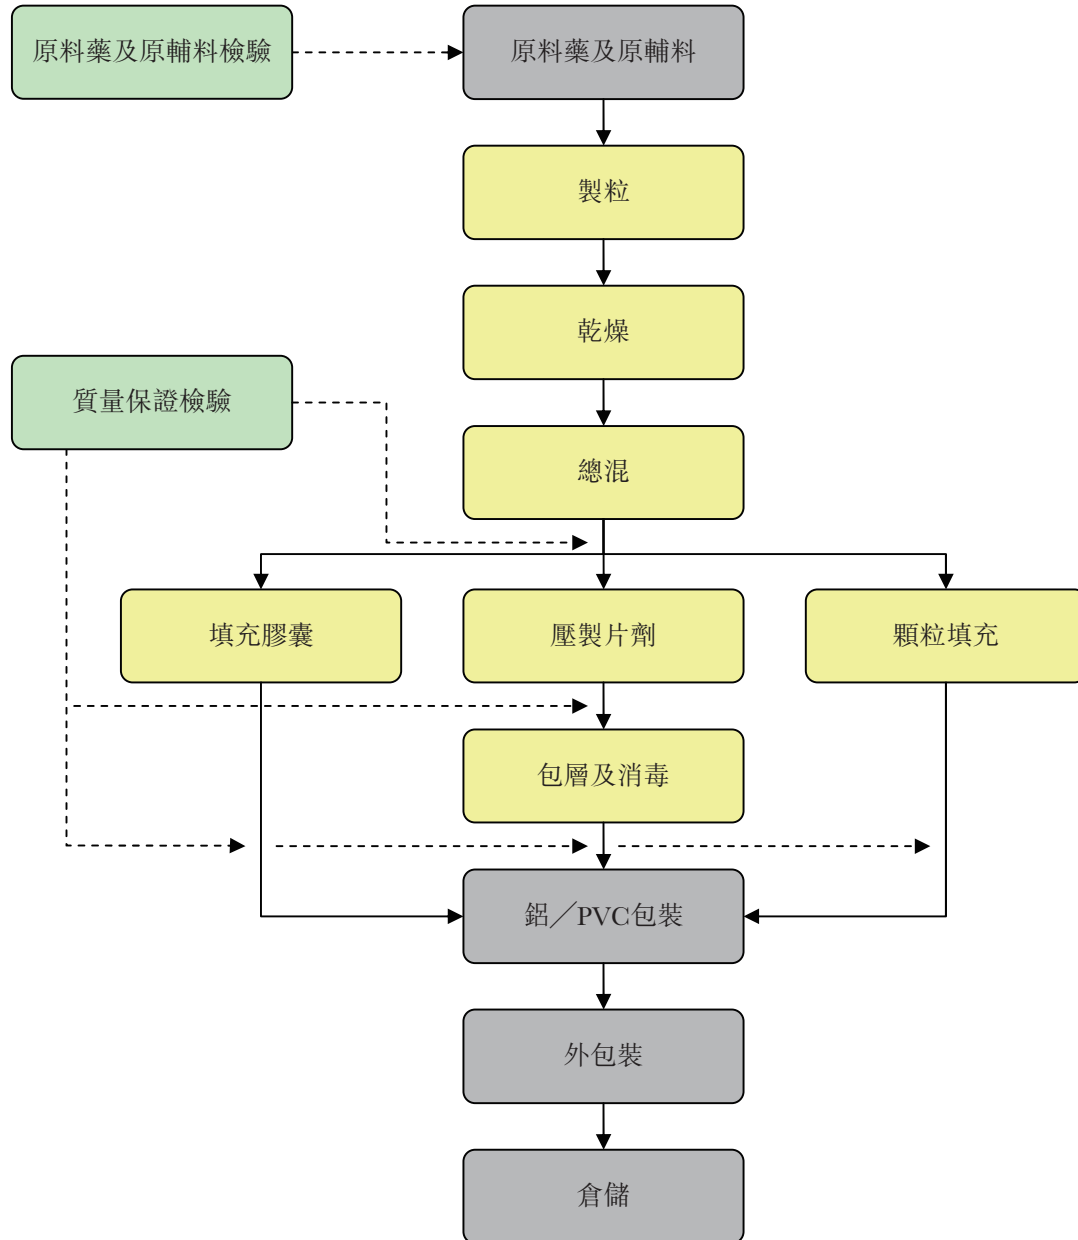 原料藥及原輔料檢驗
原料藥及原輔料
製粒
乾燥
質量保證檢驗
總混
填充膠囊
壓製片劑
顆粒填充
包層及消毒
鋁／PVC包裝
外包裝
倉儲